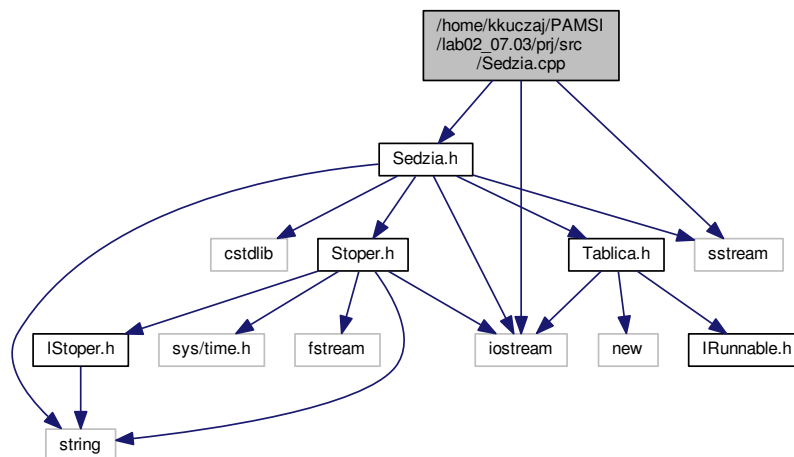 /home/kkuczaj/PAMSI
/lab02_07.03/prj/src
/Sedzia.cpp
Sedzia.h
cstdlib
Stoper.h
Tablica.h
sstream
IStoper.h
sys/time.h
fstream
iostream
new
IRunnable.h
string